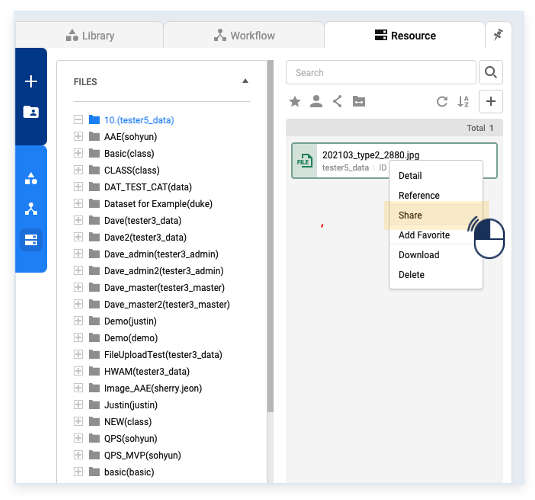 Library
Workflow
Resource
FILES
10.(tester5_data)
AAE(sohyun)
Basic(class)
CLASS(class)
DAT_TEST_CAT(data)
Dataset for Example(duke)
Dave(tester3_data)
Dave2(tester3_data)
Dave_admin(tester3_admin)
Dave_admin2(tester3_admin)
Dave_master(tester3_master)
Dave_master2(tester3_master)
Demo(justin)
Demo(demo)
FileUploadTest(tester3_data)
HWAM(tester3_data)
Image_AAE(sherry.jeon)
Justin(justin)
NEW(class)
QPS(sohyun)
QPS_MVP(sohyun)
basic(basic)
Search
Total 1
FILE
202103_type2_2880.jpg
tester5_data ID
Detail
Reference
Share
Add Favorite
Download
Delete